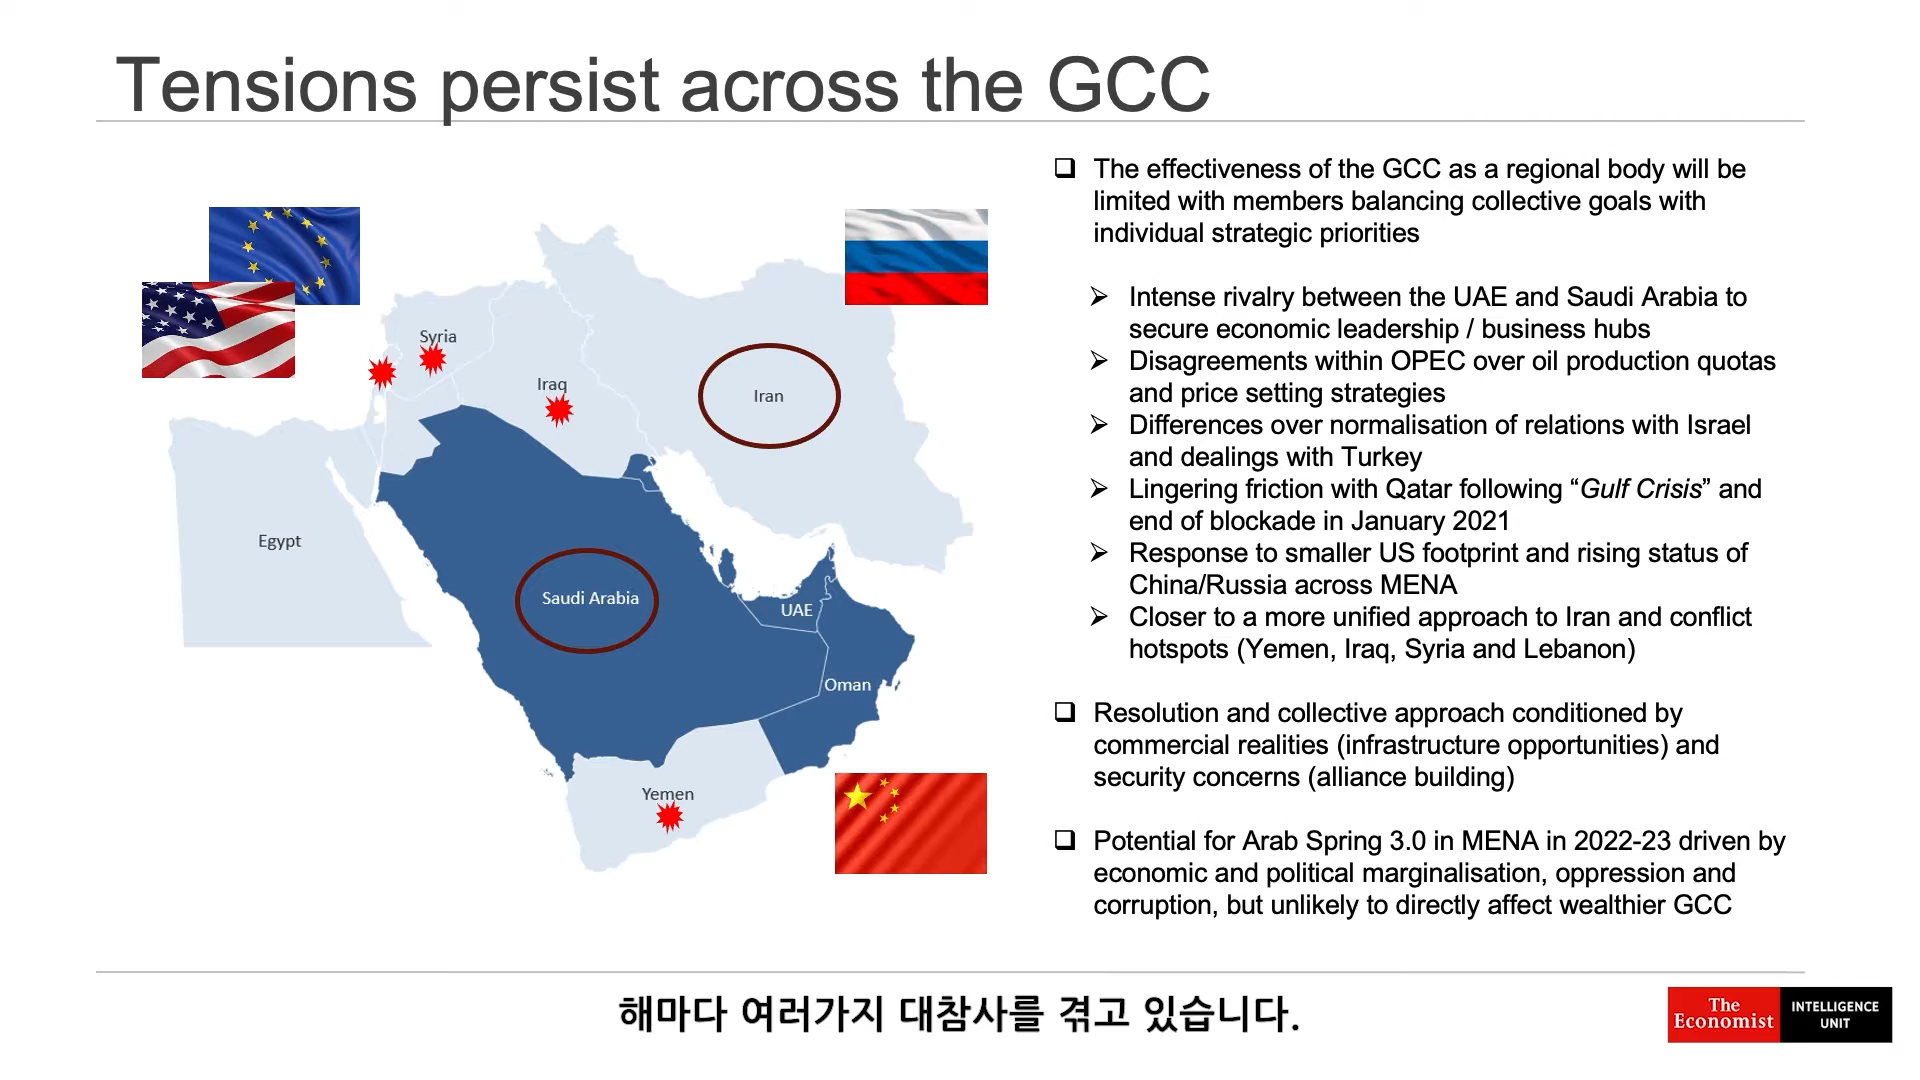 Tensions persist across the GCC
Syria
Iraq
Iran
Egypt
Saudi Arabia
UAE
Oman
Yemen
❑ The effectiveness of the GCC as a regional body will be
limited with members balancing collective goals with
individual strategic priorities
➢ Intense rivalry between the UAE and Saudi Arabia to
secure economic leadership / business hubs
➢ Disagreements within OPEC over oil production quotas
and price setting strategies
➢ Differences over normalisation of relations with Israel
and dealings with Turkey
➢ Lingering friction with Qatar following “Gulf Crisis” and
end of blockade in January 2021
➢ Response to smaller US footprint and rising status of
China/Russia across MENA
➢ Closer to a more unified approach to Iran and conflict
hotspots (Yemen, Iraq, Syria and Lebanon)
❑ Resolution and collective approach conditioned by
commercial realities (infrastructure opportunities) and
security concerns (alliance building)
❑ Potential for Arab Spring 3.0 in MENA in 2022-23 driven by
economic and political marginalisation, oppression and
corruption, but unlikely to directly affect wealthier GCC
해마다 여러가지 대참사를 겪고 있습니다.
The
Economist
INTELLIGENCE
UNIT